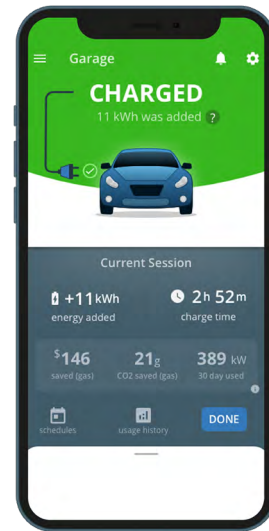 Garage
CHARGED
11 kWh was added ?
Current Session
+11 kWh
energy added
2h 52m
charge time
$146
saved (gas)
21g
CO2 saved (gas)
389 kW
30 day used
schedules
usage history
DONE